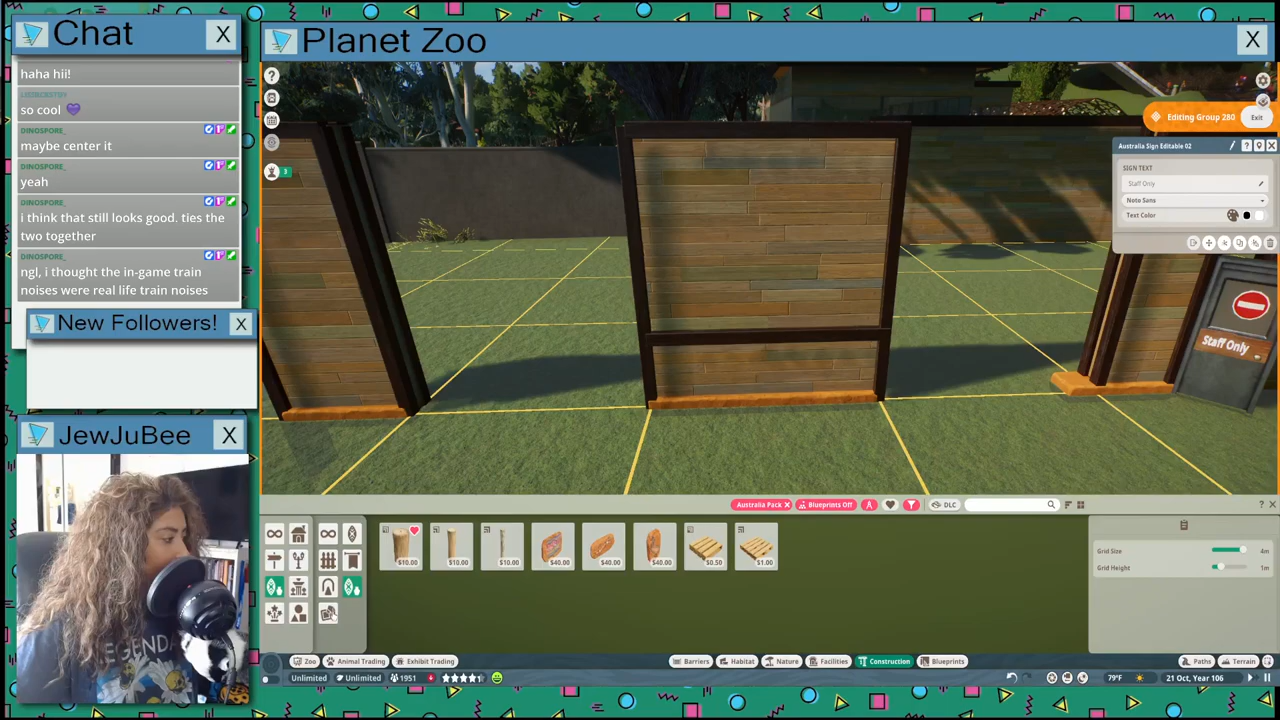 Chat
X
haha hii!
so cool 💜
DINOSPORE_
maybe center it
DINOSPORE_
yeah
DINOSPORE_
i think that still looks good. ties the
two together
DINOSPORE_
ngl, i thought the in-game train
noises were real life train noises
New Followers!
X
JewJuBee
X
LEGENDA
Planet Zoo
X
?
3
Editing Group 280
Exit
Australia Sign Editable 02
?
SIGN TEXT
Staff Only
Noto Sans
Text Color
Staff Only
Australia Pack X
Blueprints Off
DLC
? X
$10.00
$10.00
$10.00
$40.00
$40.00
$40.00
$0.50
$1.00
Grid Size
4m
Grid Height
1m
Zoo
Animal Trading
Exhibit Trading
Barriers
Habitat
Nature
Facilities
Construction
Blueprints
Paths
Terrain
Unlimited
Unlimited
1951
79°F
21 Oct, Year 106